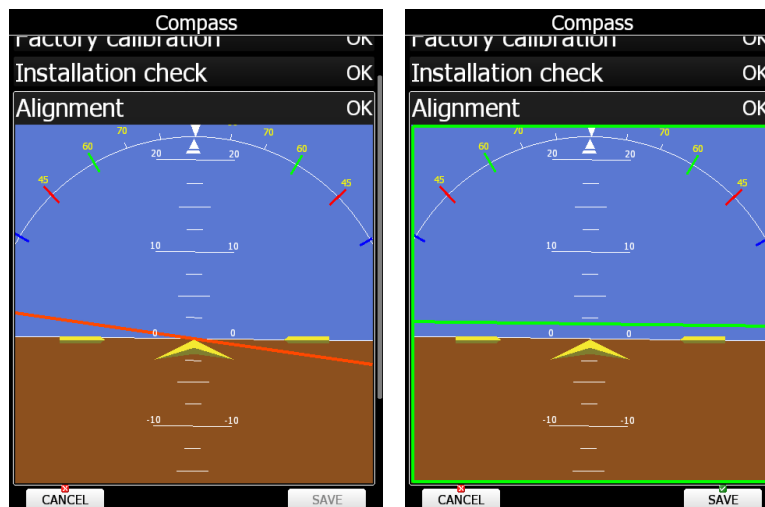 Compass
Factory calibration OK
Installation check OK
Alignment OK
70 70
60 60
45 45
20 20
10 10
0 0
-10 -10
CANCEL SAVE
Compass
Factory calibration OK
Installation check OK
Alignment OK
70 70
60 60
45 45
20 20
10 10
0 0
-10 -10
CANCEL SAVE